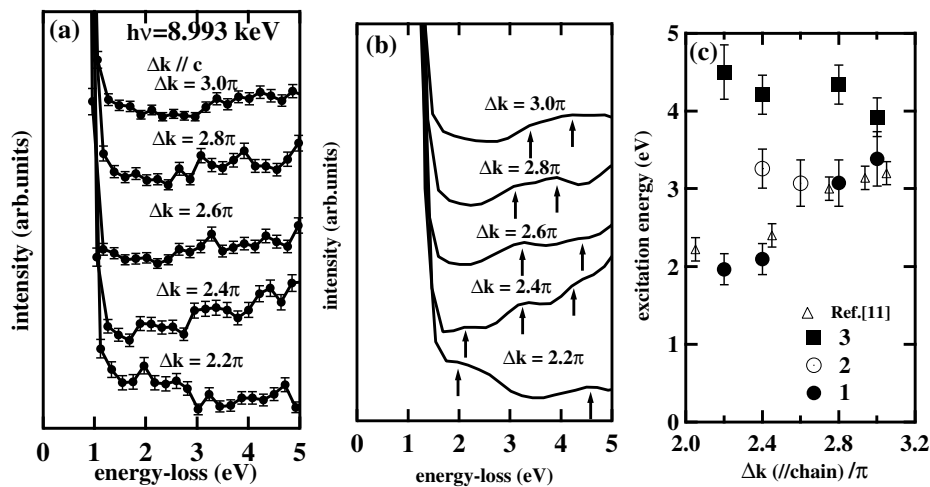 (a)
hν=8.993 keV
Δk // c
Δk = 3.0π
Δk = 2.8π
Δk = 2.6π
Δk = 2.4π
Δk = 2.2π
intensity (arb.units)
0 1 2 3 4 5
energy-loss (eV)
(b)
Δk = 3.0π
Δk = 2.8π
Δk = 2.6π
Δk = 2.4π
Δk = 2.2π
intensity (arb.units)
0 1 2 3 4 5
energy-loss (eV)
(c)
5
4
3
2
1
0
excitation energy (eV)
Ref.[11]
3
2
1
2.0 2.4 2.8 3.2
Δk (//chain) /π